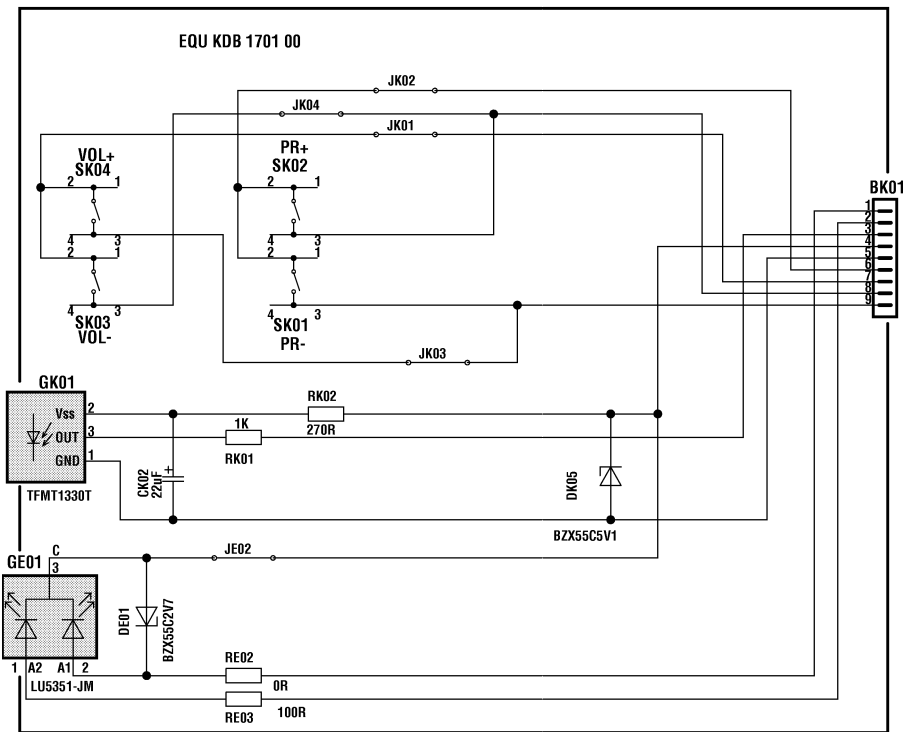 EQU KDB 1701 00
JK02
JK04
JK01
VOL+
SK04
2 1
PR+
SK02
2 1
BK01
1
2
3
4
5
6
7
8
9
4 3
2 1
4 3
2 1
4 3
SK03
VOL-
4 3
SK01
PR-
JK03
GK01
Vss 2
OUT 3
GND 1
TFMT1330T
RK02
270R
1K
RK01
CK02
22uF
+
DK05
BZX55C5V1
GE01
C
3
JE02
DE01
BZX55C2V7
1 A2 A1 2
LU5351-JM
RE02
0R
RE03
100R